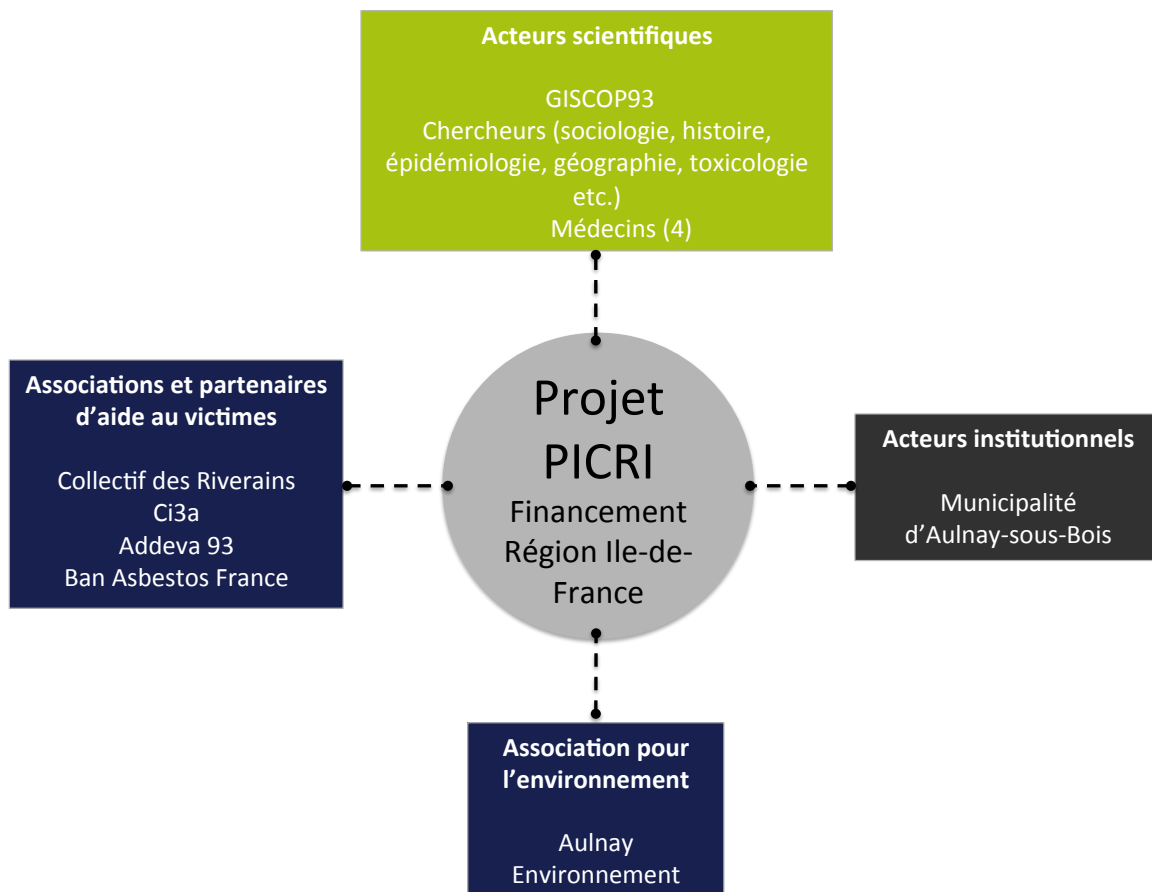 Acteurs scientifiques
GISCOP93
Chercheurs (sociologie, histoire,
épidémiologie, géographie, toxicologie
etc.)
Médecins (4)
Associations et partenaires
d'aide au victimes
Collectif des Riverains
Ci3a
Addeva 93
Ban Asbestos France
Projet
PICRI
Financement
Région Ile-de-
France
Acteurs institutionnels
Municipalité
d'Aulnay-sous-Bois
Association pour
l'environnement
Aulnay
Environnement